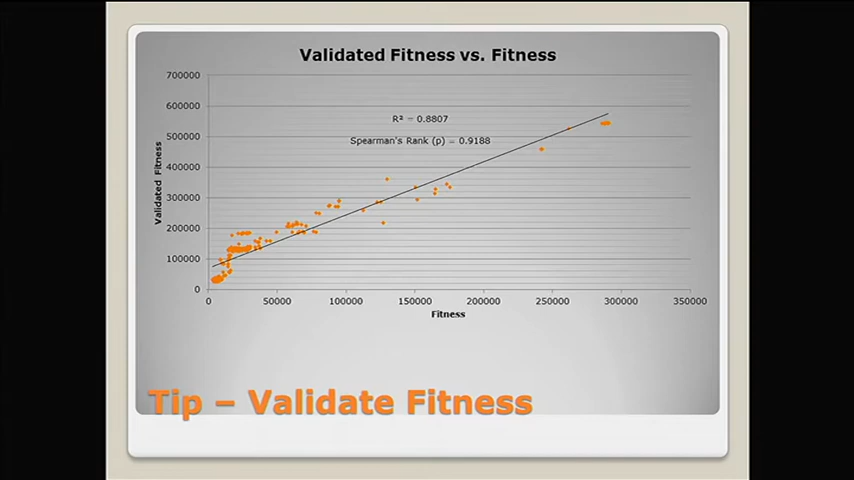 Validated Fitness vs. Fitness
700000
600000
500000
400000
300000
200000
100000
0
Validated Fitness
R² = 0.8807
Spearman's Rank (p) = 0.9188
0 50000 100000 150000 200000 250000 300000 350000
Fitness
Tip – Validate Fitness